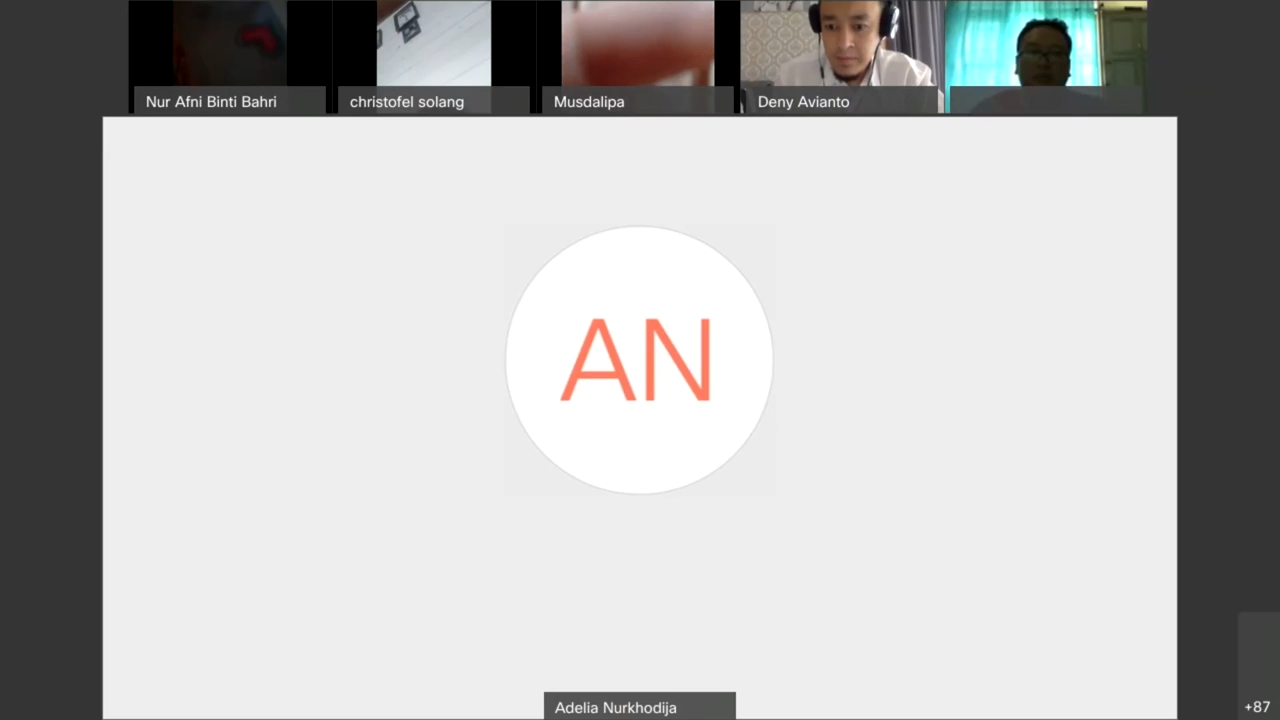 Nur Afni Binti Bahri
christofel solang
Musdalipa
Deny Avianto
AN
Adelia Nurkhodija
+87